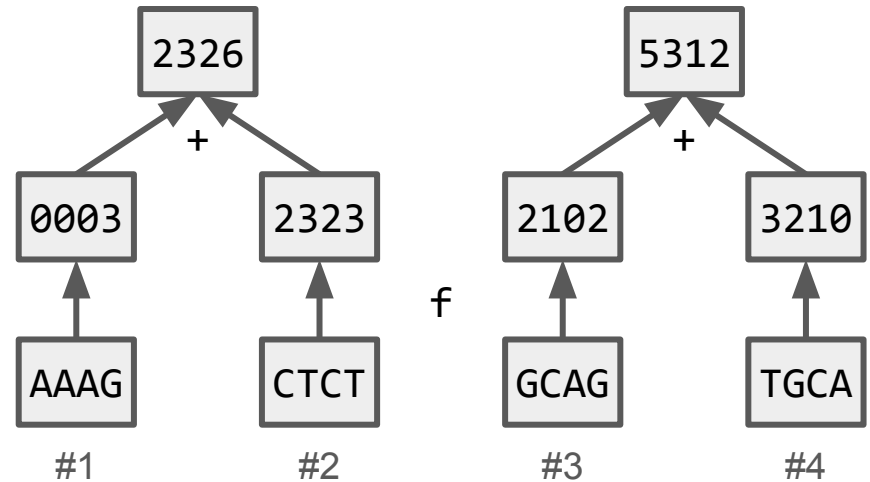 2326 5312
+ +
0003 2323 2102 3210
f
AAAG CTCT GCAG TGCA
#1 #2 #3 #4